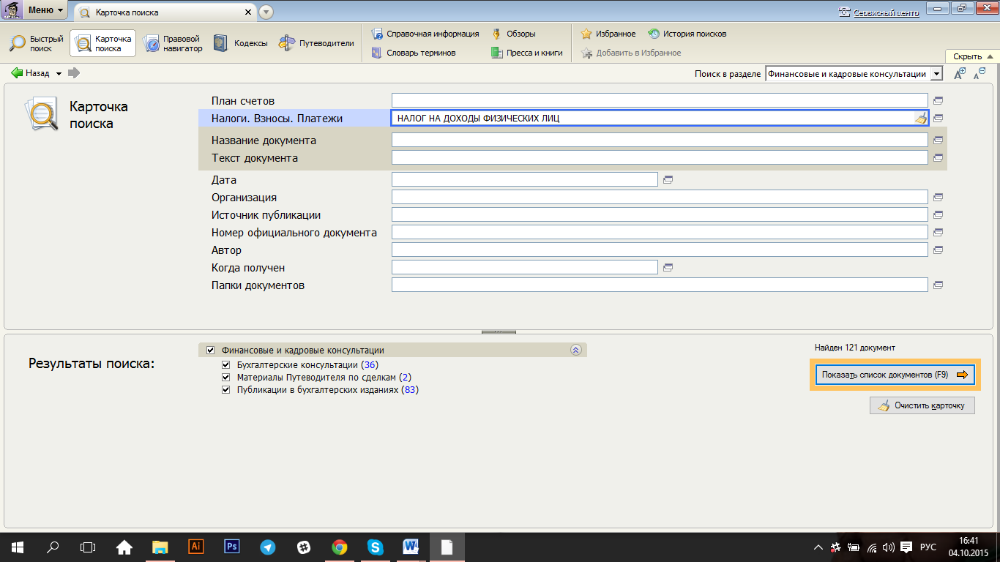 Меню
Карточка поиска
Сервисный центр
Быстрый поиск
Карточка поиска
Правовой навигатор
Кодексы
Путеводители
Справочная информация
Словарь терминов
Обзоры
Пресса и книги
Избранное
История поисков
Добавить в Избранное
Скрыть
Назад
Поиск в разделе
Финансовые и кадровые консультации
Карточка
поиска
План счетов
Налоги. Взносы. Платежи
НАЛОГ НА ДОХОДЫ ФИЗИЧЕСКИХ ЛИЦ
Название документа
Текст документа
Дата
Организация
Источник публикации
Номер официального документа
Автор
Когда получен
Папки документов
Результаты поиска:
Финансовые и кадровые консультации
Бухгалтерские консультации (36)
Материалы Путеводителя по сделкам (2)
Публикации в бухгалтерских изданиях (83)
Найден 121 документ
Показать список документов (F9)
Очистить карточку
Ai
Ps
W
РУС
16:41
04.10.2015